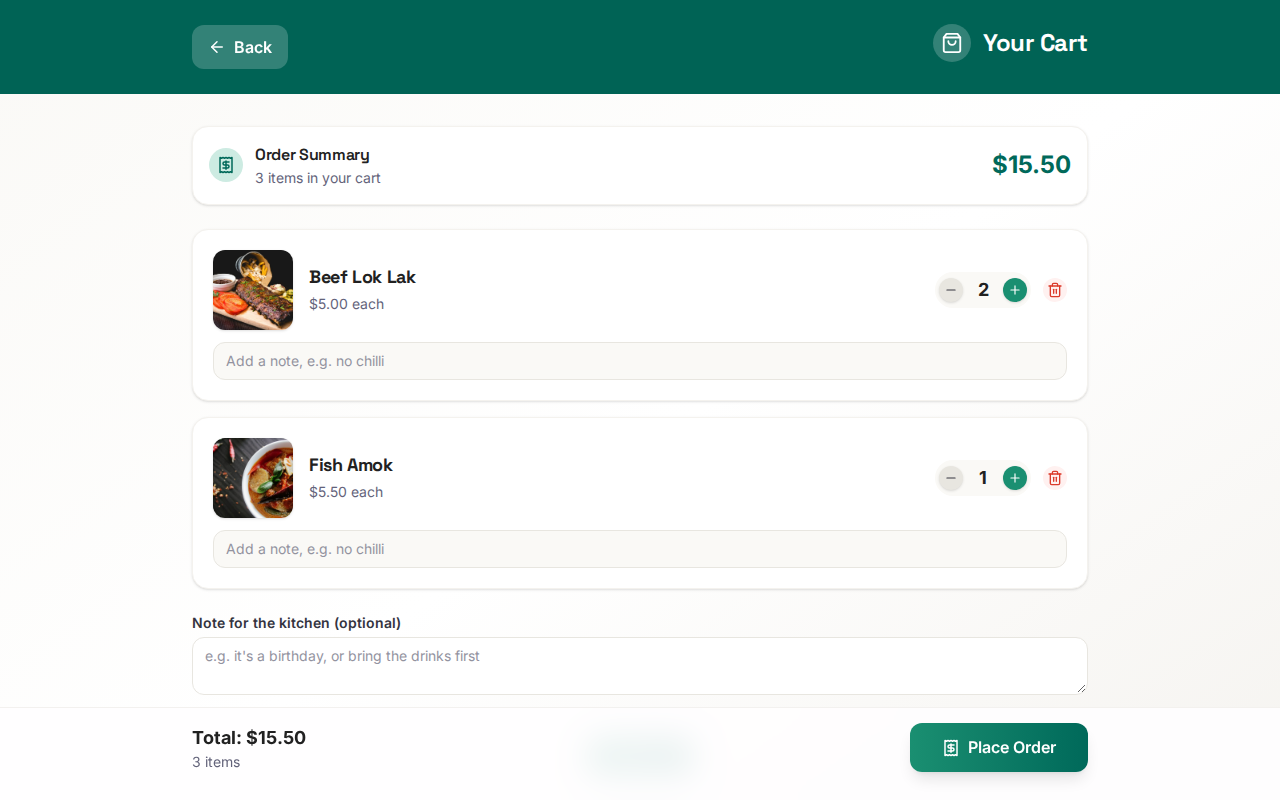 Back
Your Cart
Order Summary
3 items in your cart
$15.50
Beef Lok Lak
$5.00 each
2
Add a note, e.g. no chilli
Fish Amok
$5.50 each
1
Add a note, e.g. no chilli
Note for the kitchen (optional)
e.g. it's a birthday, or bring the drinks first
Total: $15.50
3 items
Place Order